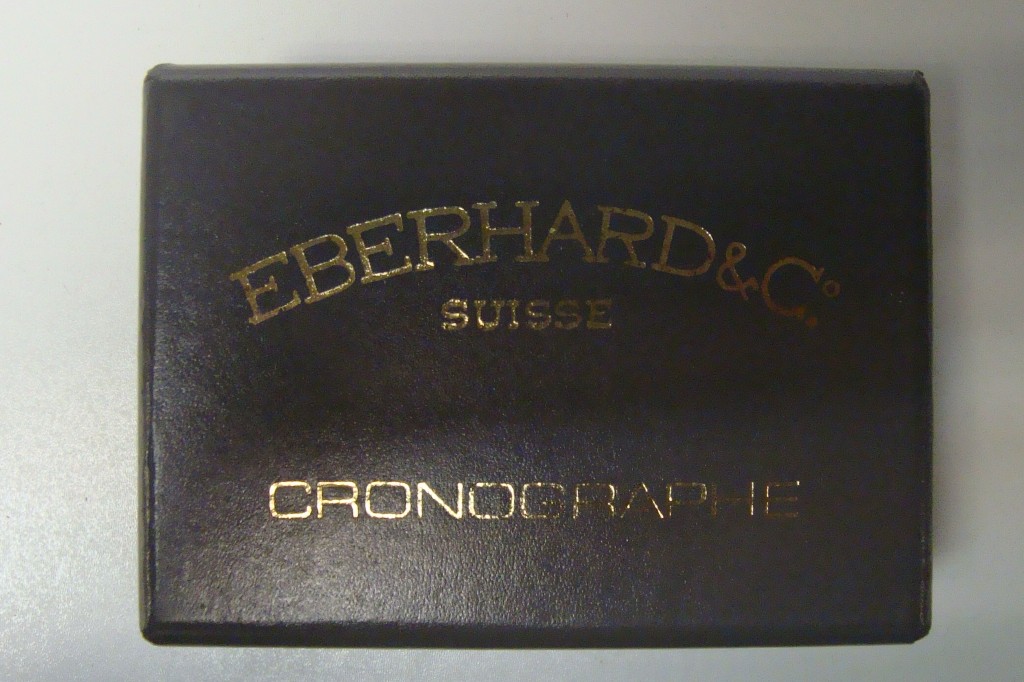 EBERHARD & Cº.
SUISSE
CRONOGRAPHE